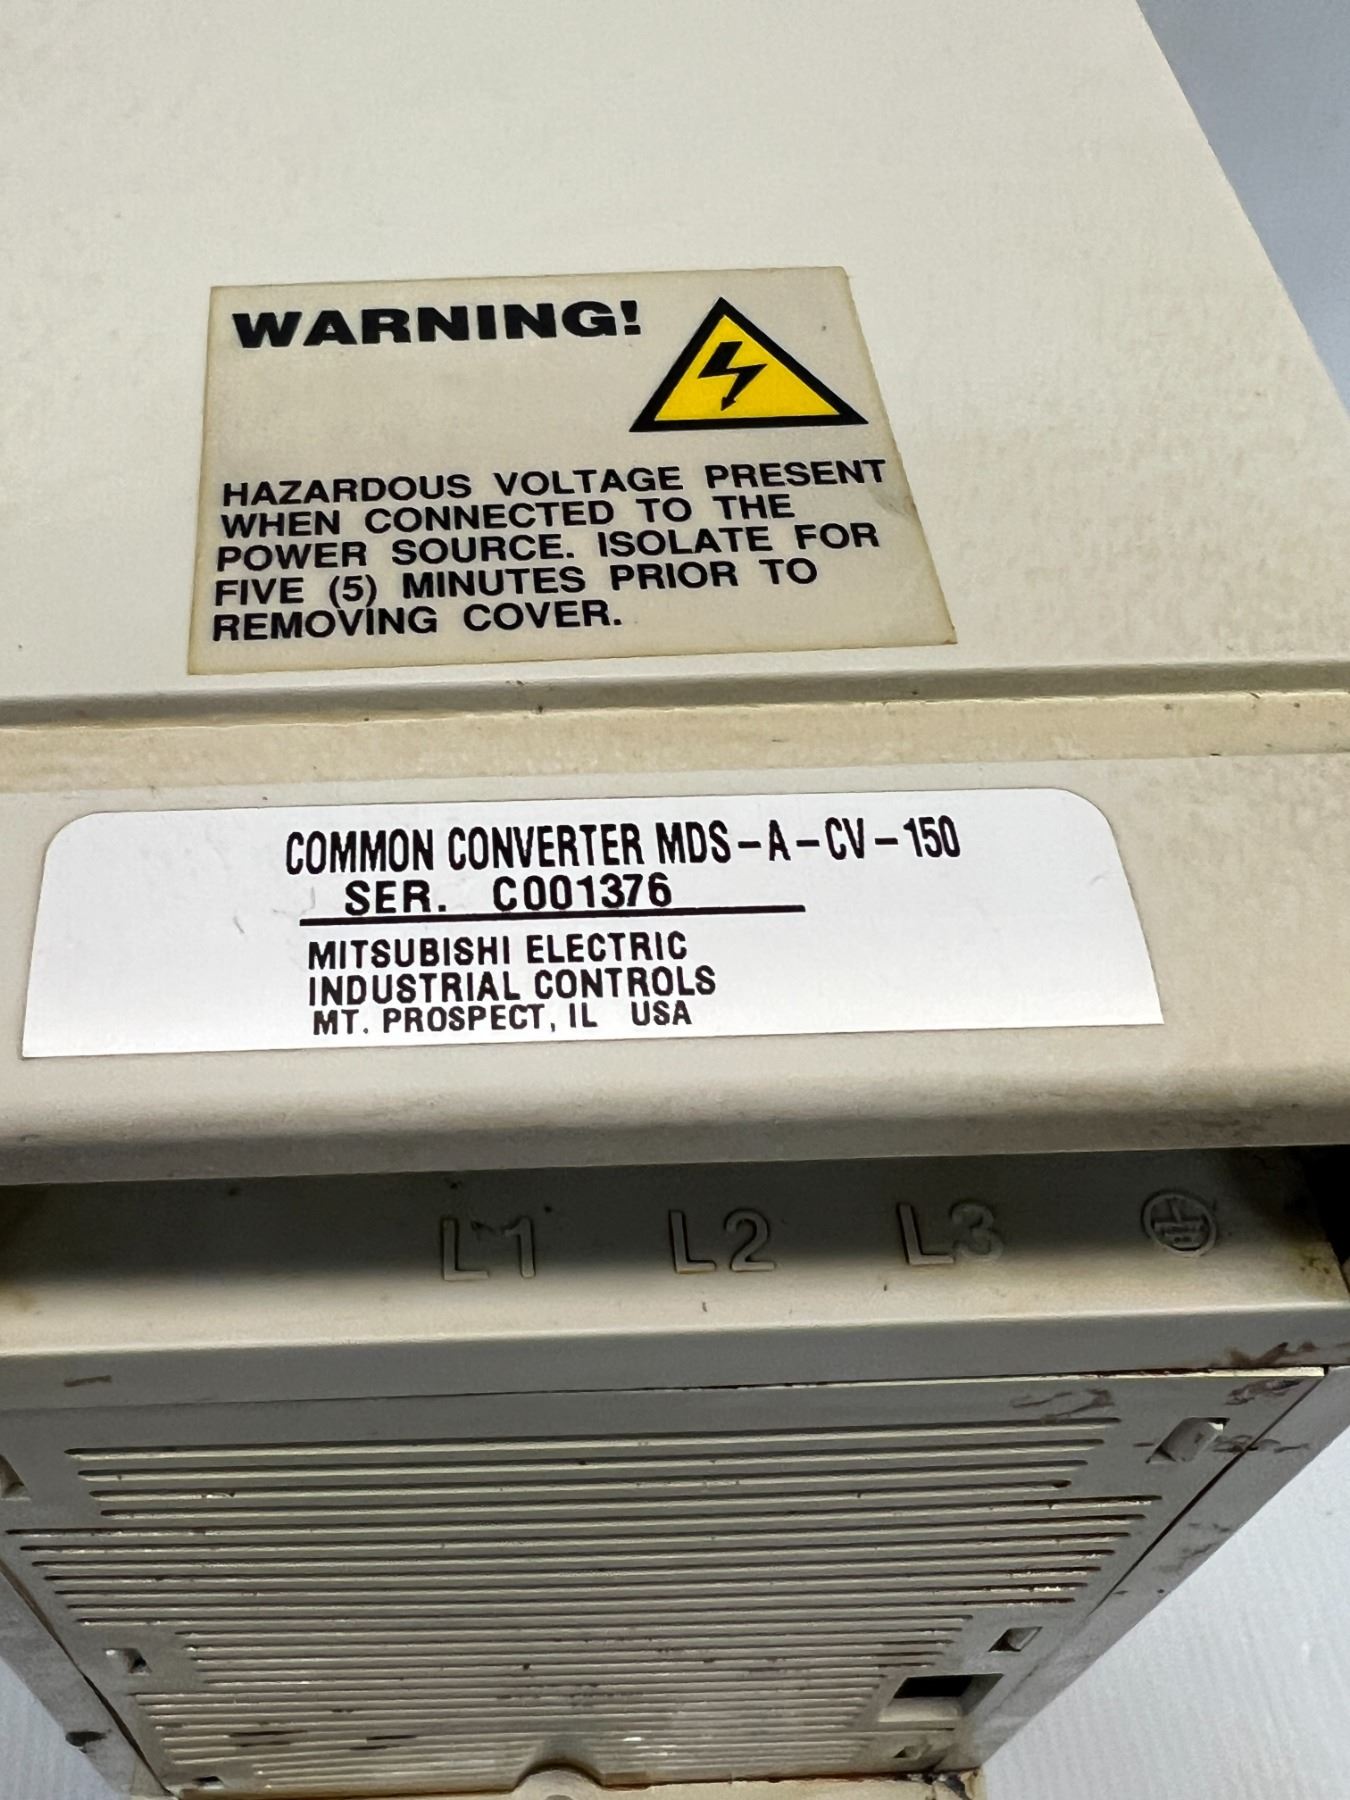 WARNING!
HAZARDOUS VOLTAGE PRESENT
WHEN CONNECTED TO THE
POWER SOURCE. ISOLATE FOR
FIVE (5) MINUTES PRIOR TO
REMOVING COVER.
COMMON CONVERTER MDS-A-CV-150
SER. C001376
MITSUBISHI ELECTRIC
INDUSTRIAL CONTROLS
MT. PROSPECT, IL USA
L1 L2 L3